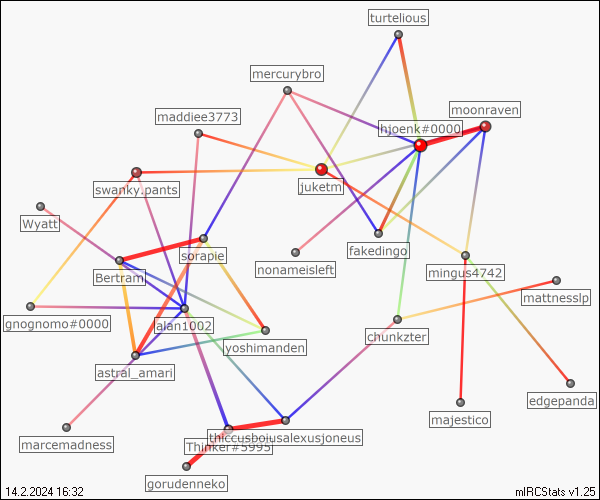 turtelious
mercurybro
moonraven
maddiee3773
hjoenk#0000
swanky.pants
juketm
Wyatt
sorapie
fakedingo
Bertram
nonameisleft
mingus4742
mattnesslp
gnognomo#0000
alan1002
chunkzter
yoshimanden
astral_amari
edgepanda
majestico
marcemadness
thiccusboiusalexusjoneus
Thinker#5995
gorudenneko
14.2.2024 16:32
mIRCStats v1.25